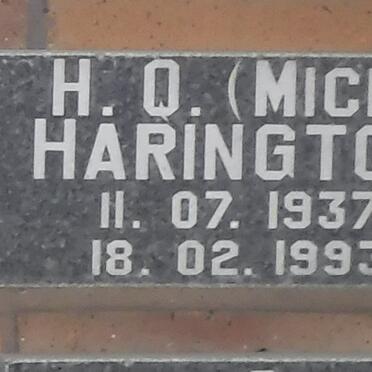 H. Q. (MIC
HARINGTO
11. 07. 1937
18. 02. 1993